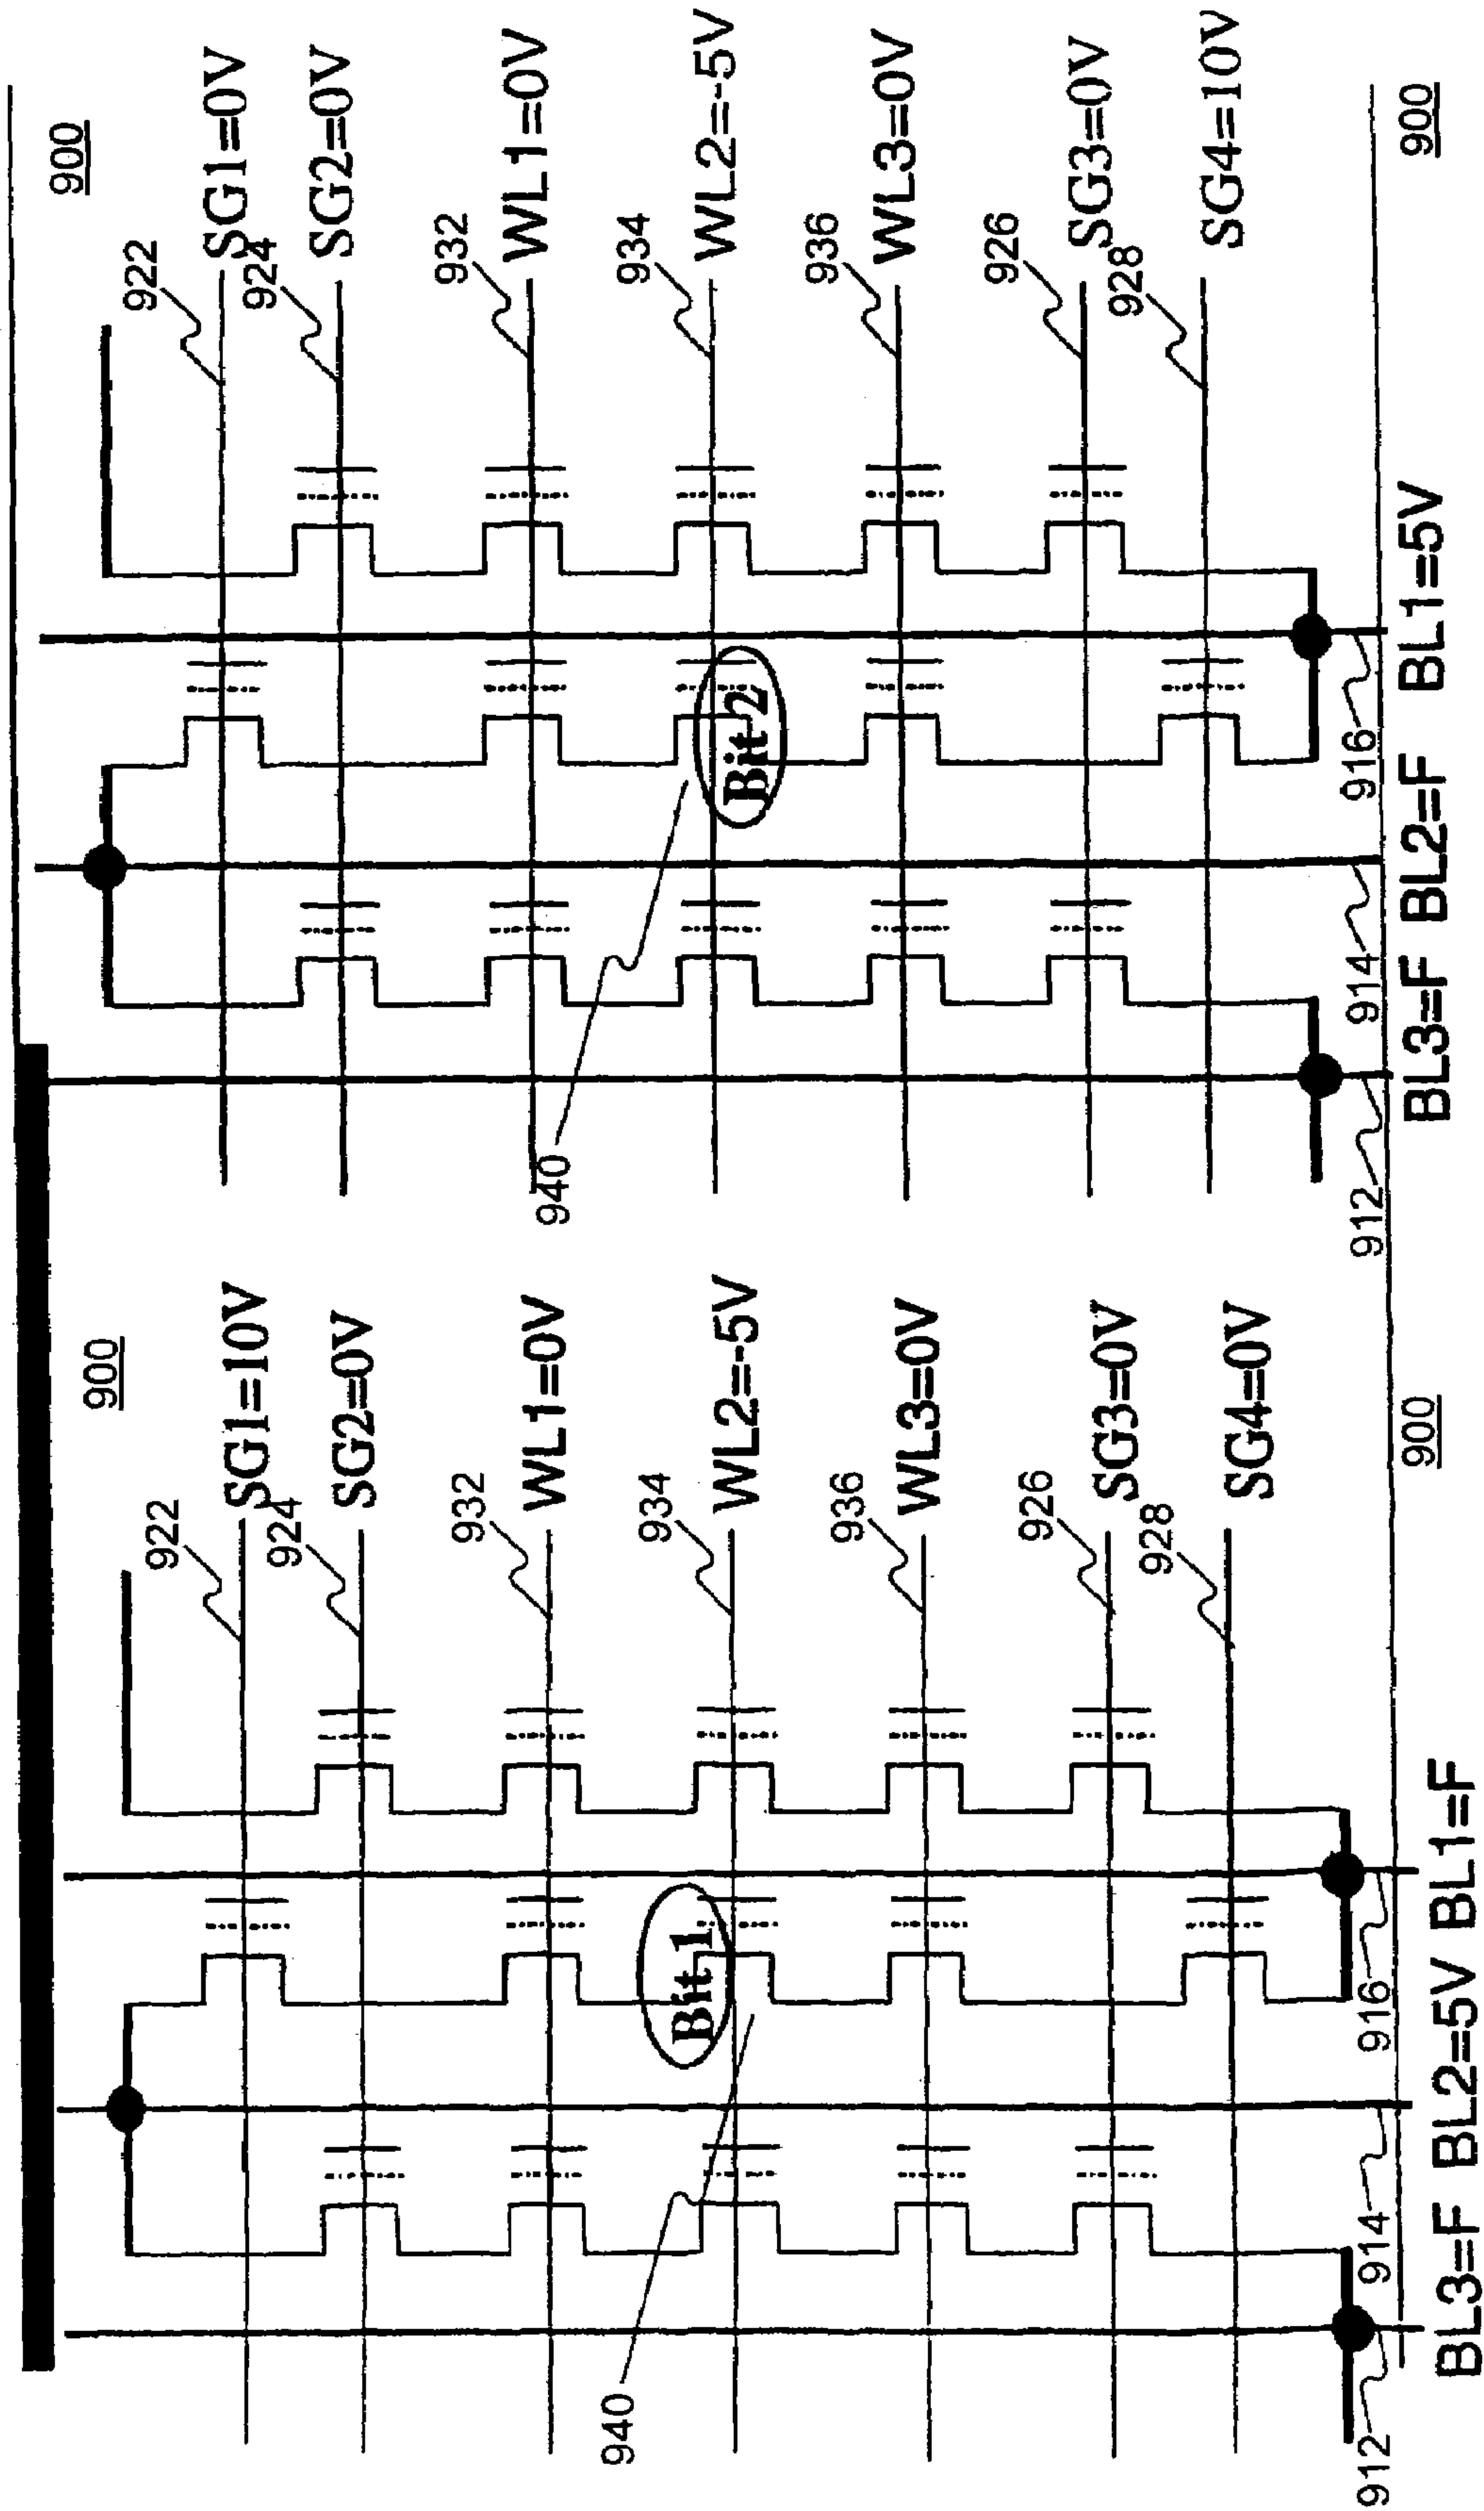 900
922
SG1=10V
924
SG2=0V
932
WL1=0V
934
WL2=-5V
936
WL3=0V
926
SG3=0V
928
SG4=0V
Bit 1
940
912
914
916
900
BL3=F BL2=5V BL1=F
900
922
SG1=0V
924
SG2=0V
932
WL1=0V
934
WL2=-5V
936
WL3=0V
926
SG3=0V
928
SG4=10V
Bit 2
940
912
914
916
900
BL3=F BL2=F BL1=5V